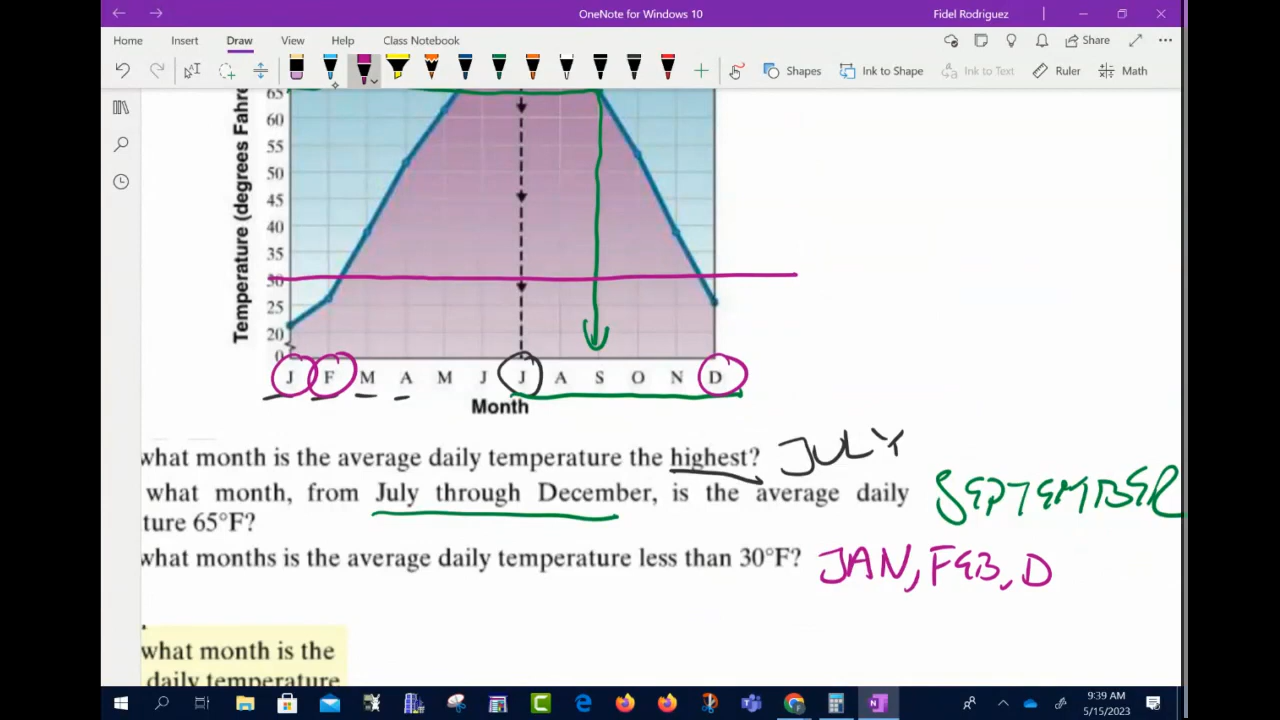 OneNote for Windows 10
Fidel Rodriguez
Home Insert Draw View Help Class Notebook
Share
Shapes Ink to Shape Ink to Text Ruler Math
65
60
55
50
45
40
35
30
25
20
0
Temperature (degrees Fahre
J F M A M J J A S O N D
Month
what month is the average daily temperature the highest? JULY
what month, from July through December, is the average daily SEPTEMBER
ture 65°F?
what months is the average daily temperature less than 30°F? JAN, FEB, D
what month is the
daily temperature
9:39 AM
5/15/2023